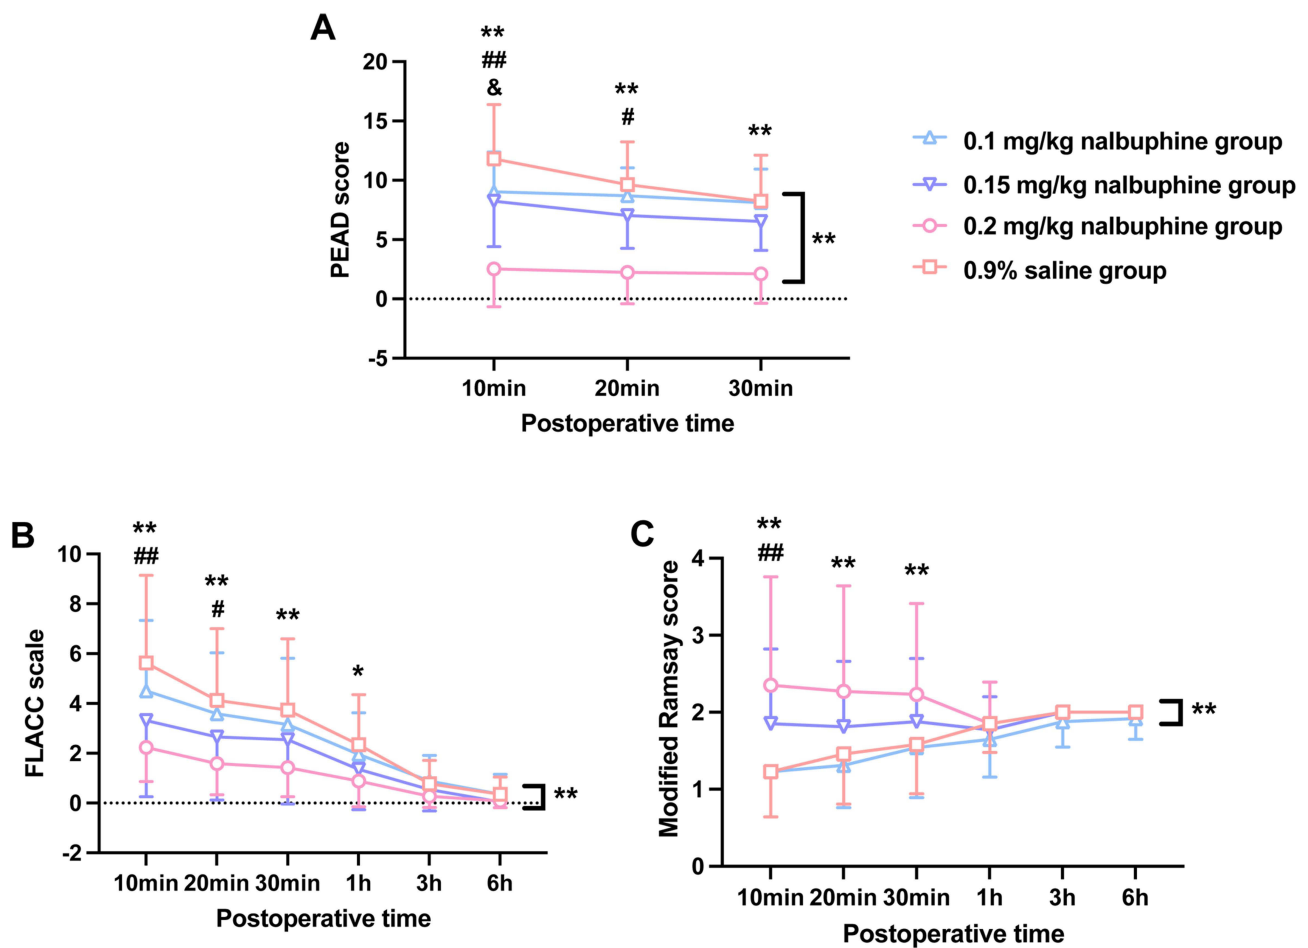 A
**
##
&
**
#
**
20
15
10
5
0
-5
PEAD score
**
10min
20min
30min
Postoperative time
0.1 mg/kg nalbuphine group
0.15 mg/kg nalbuphine group
0.2 mg/kg nalbuphine group
0.9% saline group
B
**
##
**
#
**
*
10
8
6
4
2
0
-2
FLACC scale
**
10min
20min
30min
1h
3h
6h
Postoperative time
C
**
##
**
**
4
3
2
1
0
Modified Ramsay score
**
10min
20min
30min
1h
3h
6h
Postoperative time